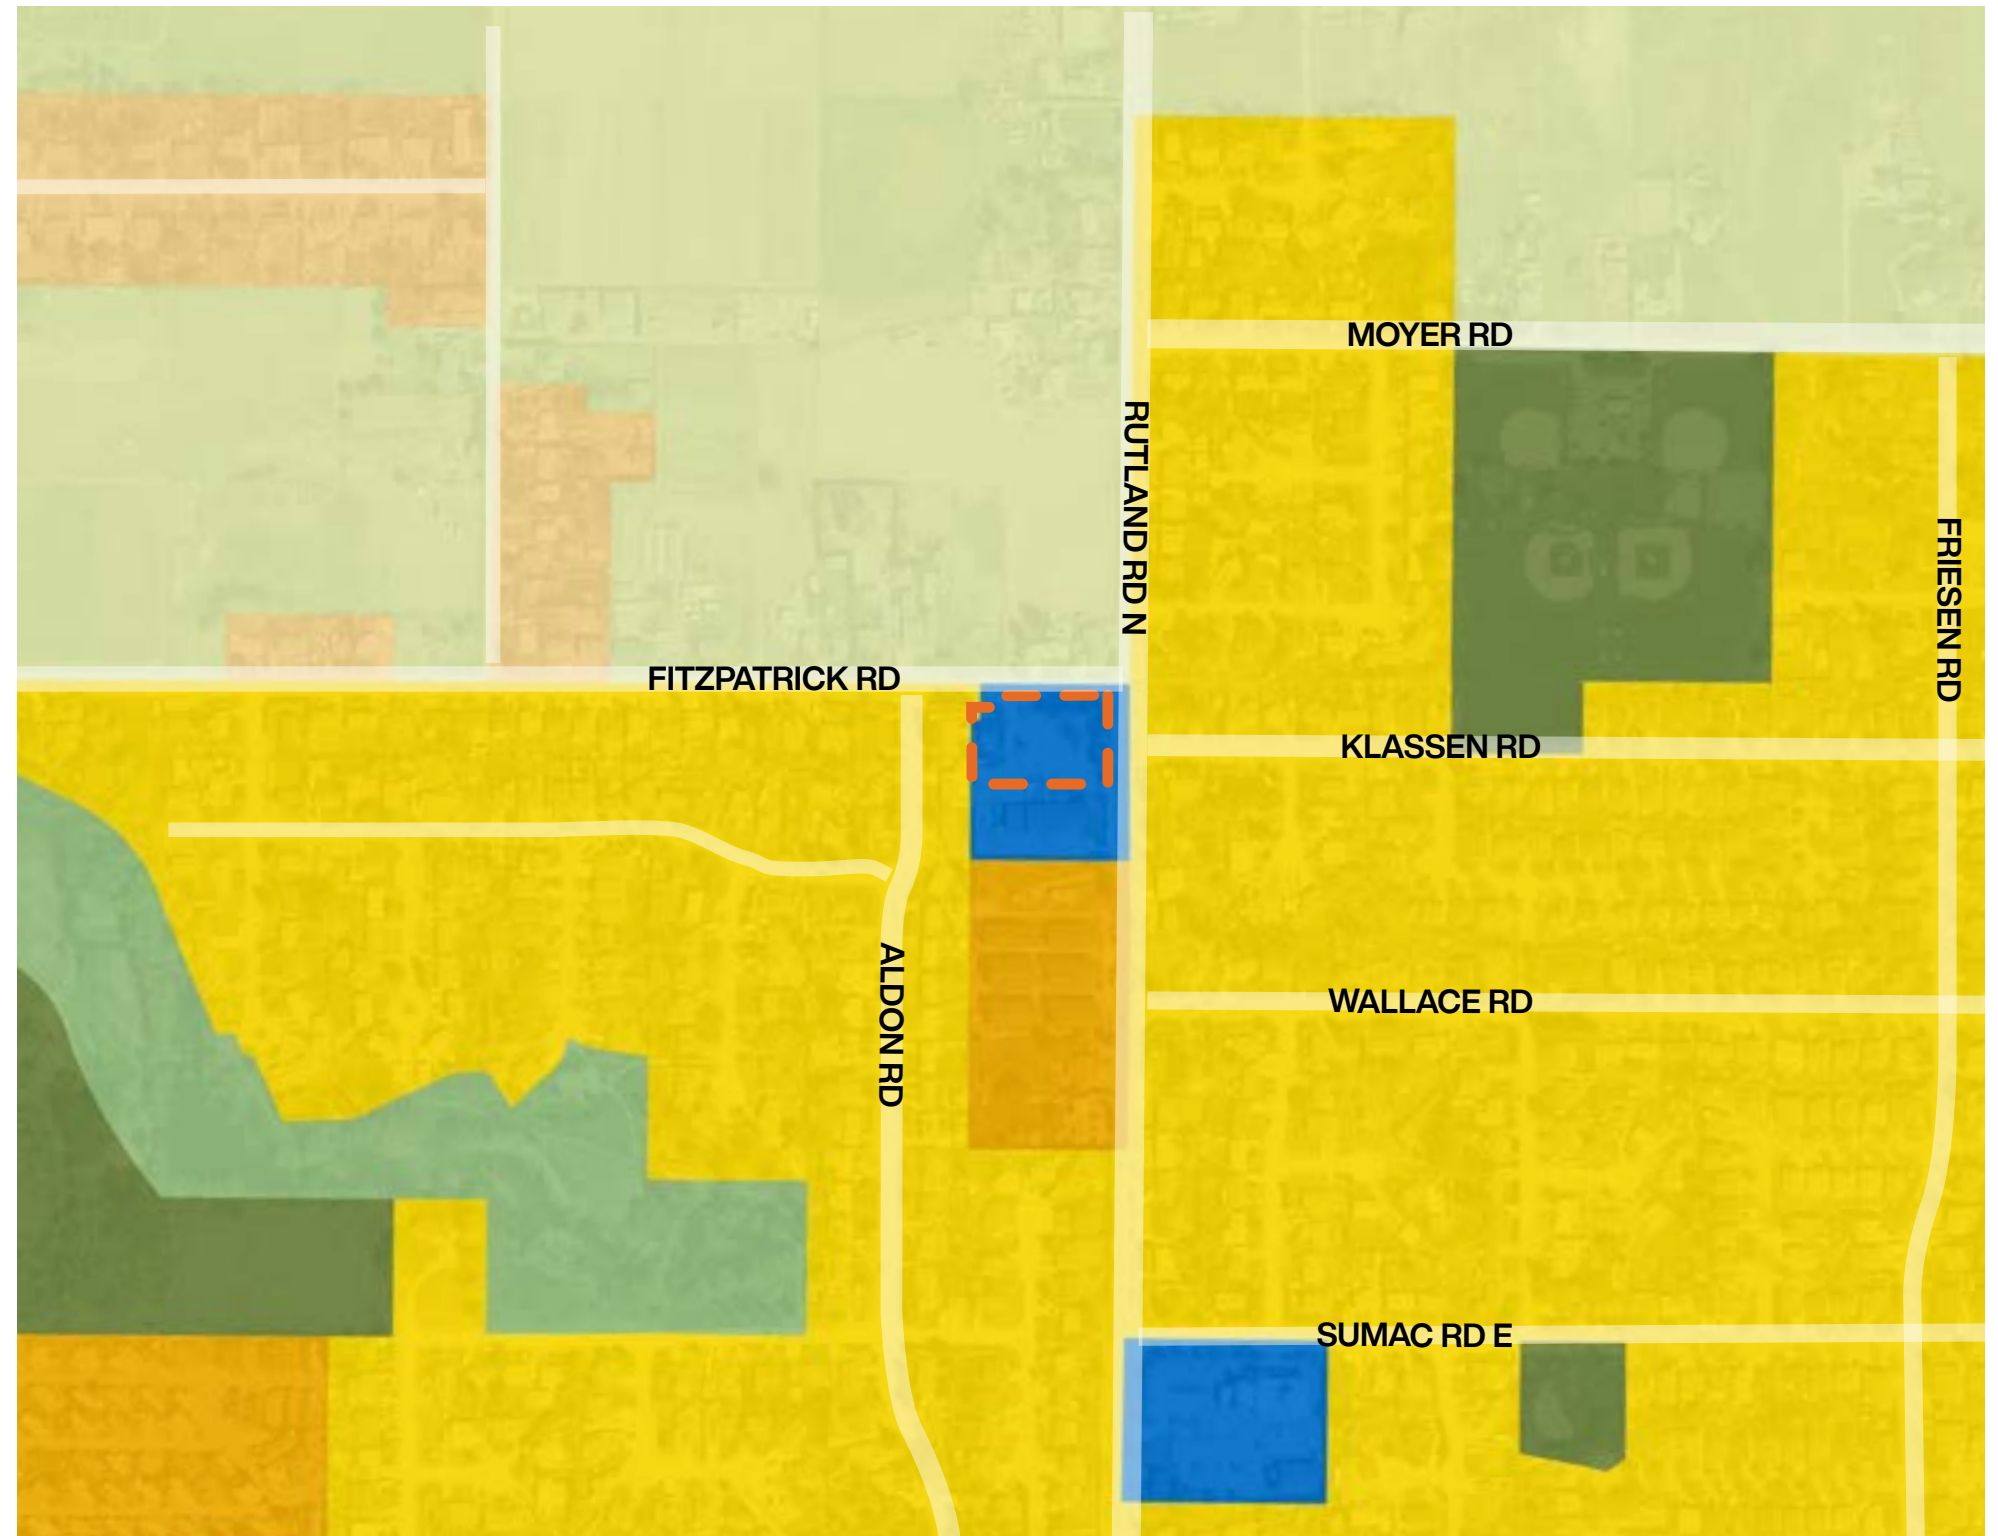 MOYER RD
RUTLAND RD N
FRIESEN RD
FITZPATRICK RD
KLASSEN RD
ALDON RD
WALLACE RD
SUMAC RD E